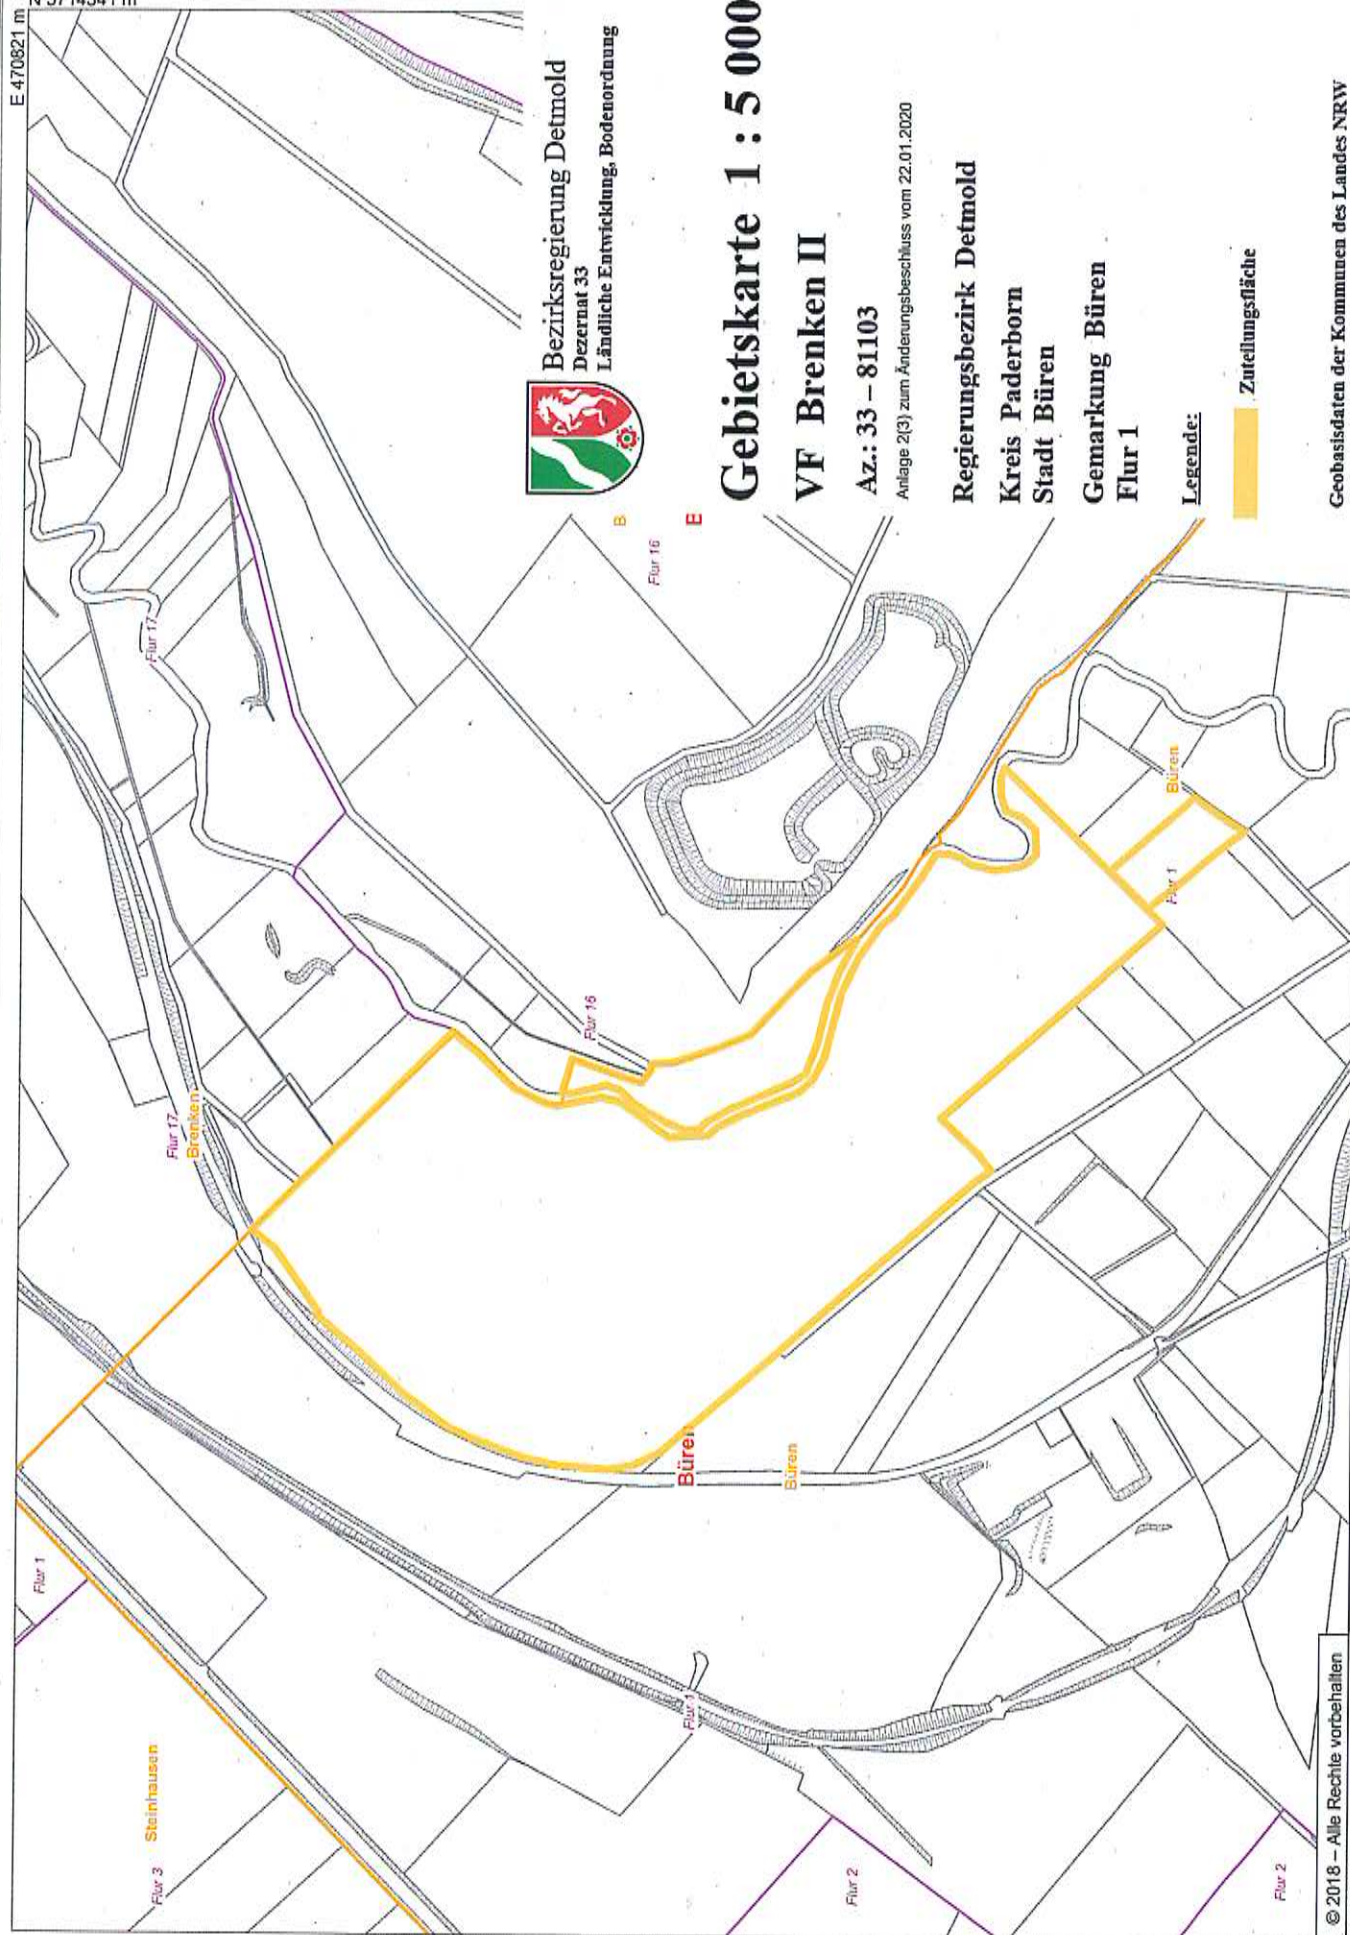 E 470821 m
Bezirksregierung Detmold
Dezernat 33
Ländliche Entwicklung, Bodenordnung
Gebietskarte 1 : 5 000
VF Brenken II
Az.: 33 – 81103
Anlage 2(3) zum Änderungsbeschluss vom 22.01.2020
Regierungsbezirk Detmold
Kreis Paderborn
Stadt Büren
Gemarkung Büren
Flur 1
Legende:
Zuteilungsfläche
Geobasisdaten der Kommunen des Landes NRW
Flur 17
B
Flur 16
E
Flur 17
Brenken
Flur 16
Büren
Flur 1
Büren
Büren
Flur 1
Flur 1
Steinhausen
Flur 3
Flur 2
Flur 2
© 2018 – Alle Rechte vorbehalten